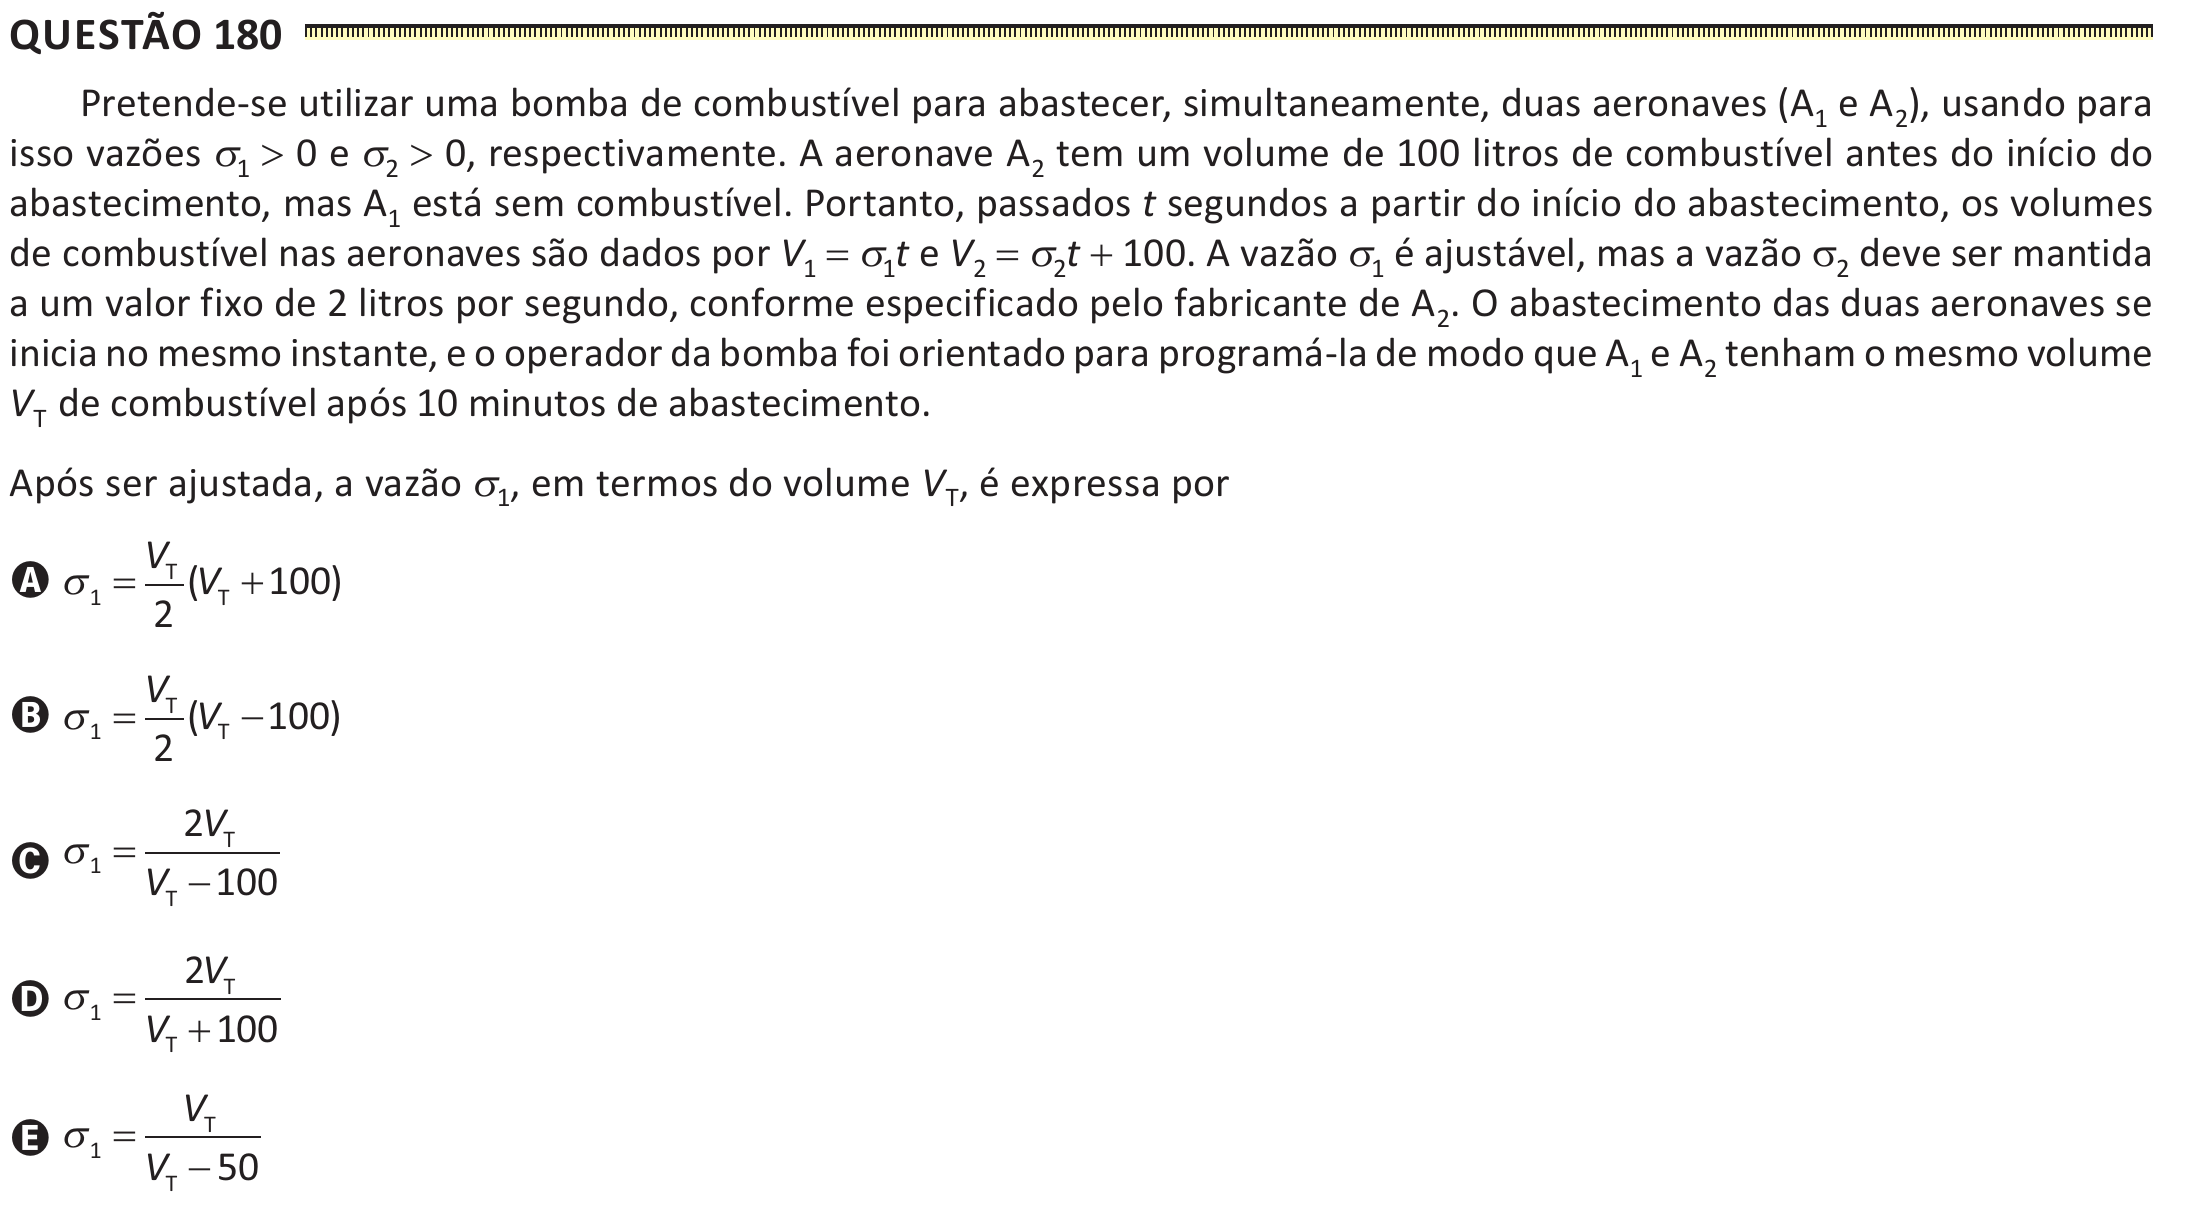 QUESTÃO 180
Pretende-se utilizar uma bomba de combustível para abastecer, simultaneamente, duas aeronaves (A₁ e A₂), usando para
isso vazões σ₁ > 0 e σ₂ > 0, respectivamente. A aeronave A₂ tem um volume de 100 litros de combustível antes do início do
abastecimento, mas A₁ está sem combustível. Portanto, passados t segundos a partir do início do abastecimento, os volumes
de combustível nas aeronaves são dados por V₁ = σ₁t e V₂ = σ₂t + 100. A vazão σ₁ é ajustável, mas a vazão σ₂ deve ser mantida
a um valor fixo de 2 litros por segundo, conforme especificado pelo fabricante de A₂. O abastecimento das duas aeronaves se
inicia no mesmo instante, e o operador da bomba foi orientado para programá-la de modo que A₁ e A₂ tenham o mesmo volume
V_T de combustível após 10 minutos de abastecimento.
Após ser ajustada, a vazão σ₁, em termos do volume V_T, é expressa por
A σ₁ = V_T/2 (V_T + 100)
B σ₁ = V_T/2 (V_T − 100)
C σ₁ = 2V_T/(V_T − 100)
D σ₁ = 2V_T/(V_T + 100)
E σ₁ = V_T/(V_T − 50)